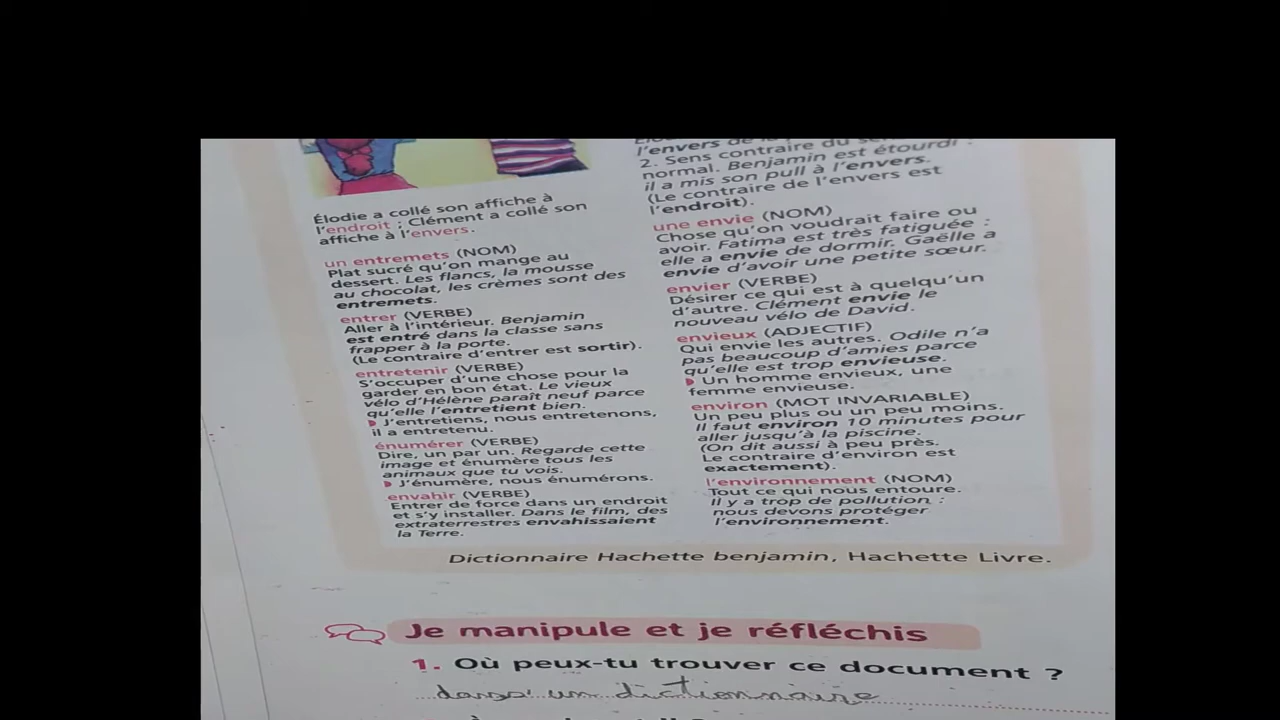 Élodie a collé son affiche à
l'endroit ; Clément a collé son
affiche à l'envers.
un entremets (NOM)
Plat sucré qu'on mange au
dessert. Les flancs, la mousse
au chocolat, les crèmes sont des
entremets.
entrer (VERBE)
Aller à l'intérieur. Benjamin
est entré dans la classe sans
frapper à la porte.
(Le contraire d'entrer est sortir).
entretenir (VERBE)
S'occuper d'une chose pour la
garder en bon état. Le vieux
vélo d'Hélène paraît neuf parce
qu'elle l'entretient bien.
J'entretiens, nous entretenons,
il a entretenu.
énumérer (VERBE)
Dire, un par un. Regarde cette
image et énumère tous les
animaux que tu vois.
J'énumère, nous énumérons.
envahir (VERBE)
Entrer de force dans un endroit
et s'y installer. Dans le film, des
extraterrestres envahissaient
la Terre.
l'envers de la
2. Sens contraire du sens
normal. Benjamin est étourdi :
il a mis son pull à l'envers.
(Le contraire de l'envers est
l'endroit).
une envie (NOM)
Chose qu'on voudrait faire ou
avoir. Fatima est très fatiguée :
elle a envie de dormir. Gaëlle a
envie d'avoir une petite sœur.
envier (VERBE)
Désirer ce qui est à quelqu'un
d'autre. Clément envie le
nouveau vélo de David.
envieux (ADJECTIF)
Qui envie les autres. Odile n'a
pas beaucoup d'amies parce
qu'elle est trop envieuse.
Un homme envieux, une
femme envieuse.
environ (MOT INVARIABLE)
Un peu plus ou un peu moins.
Il faut environ 10 minutes pour
aller jusqu'à la piscine.
(On dit aussi à peu près.
Le contraire d'environ est
exactement).
l'environnement (NOM)
Tout ce qui nous entoure.
Il y a trop de pollution :
nous devons protéger
l'environnement.
Dictionnaire Hachette benjamin, Hachette Livre.
Je manipule et je réfléchis
1. Où peux-tu trouver ce document ?
dans un dictionnaire